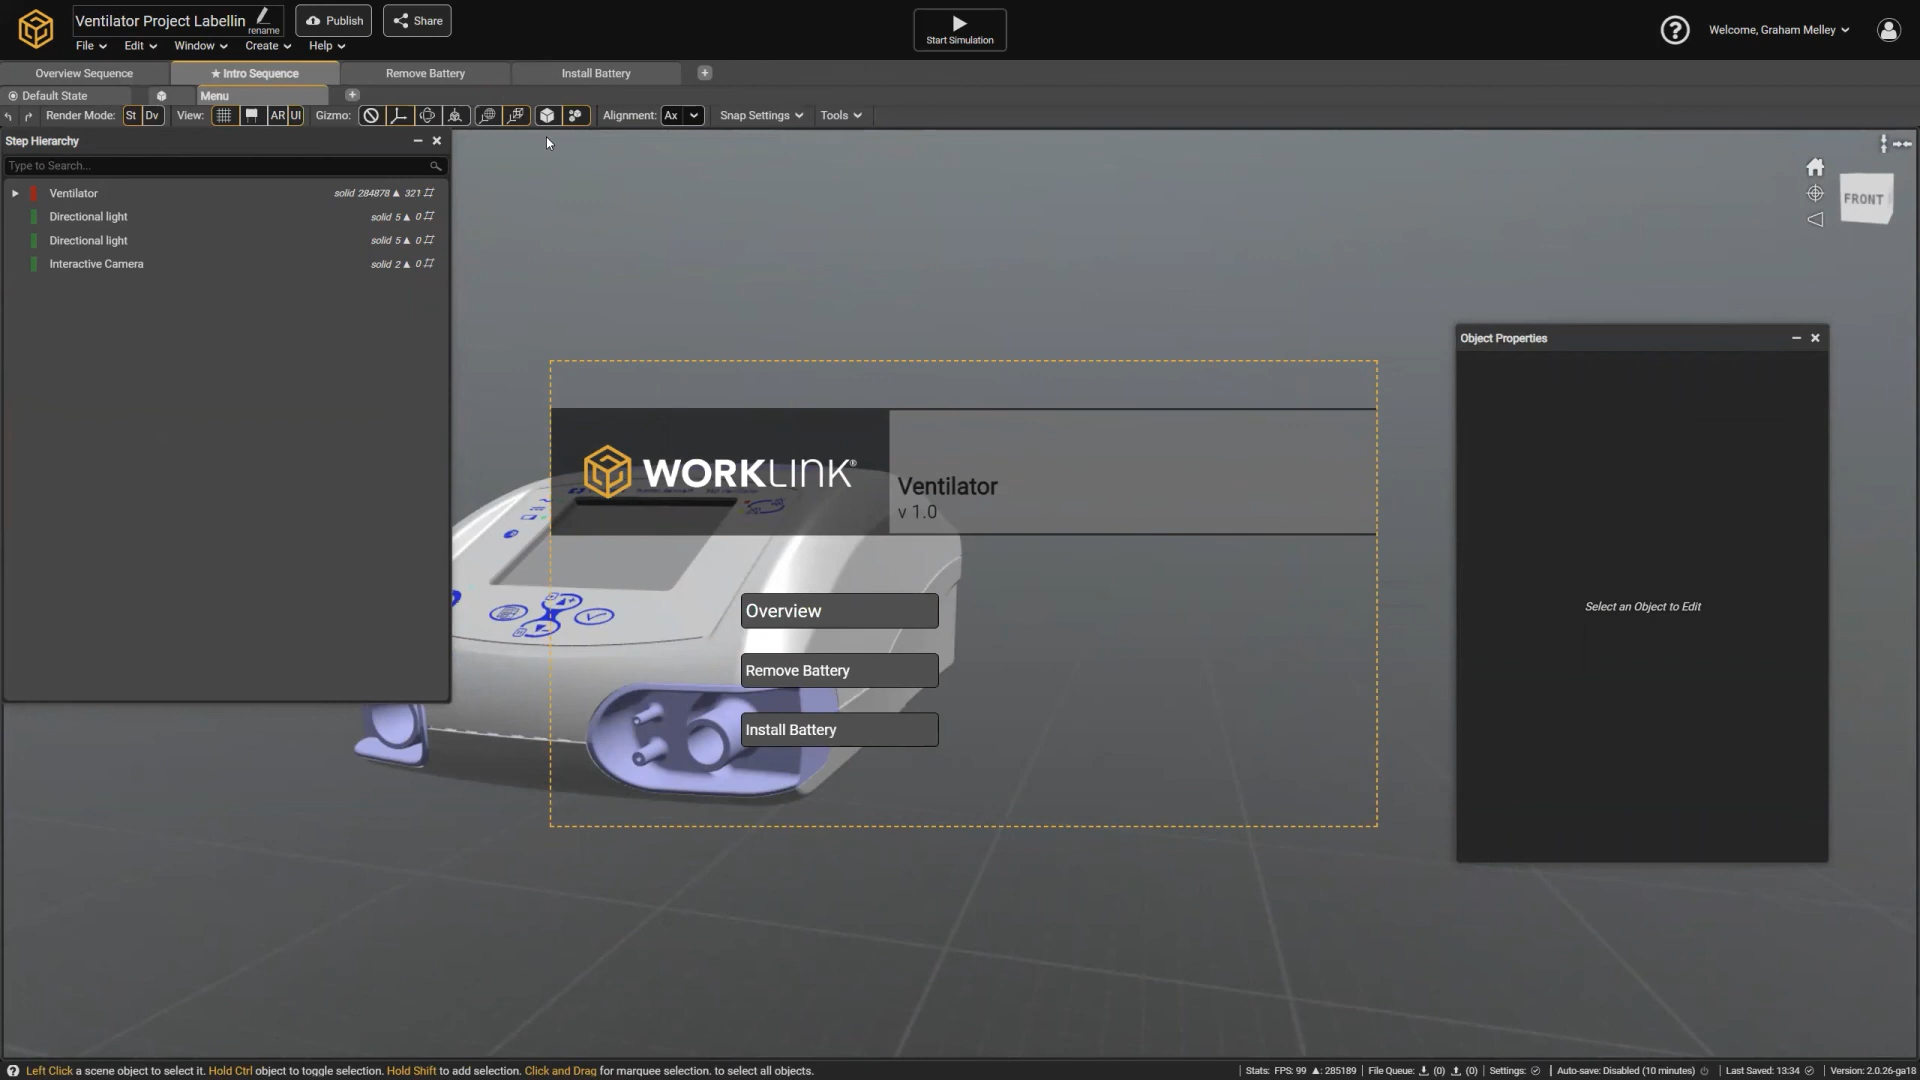 Ventilator Project Labellin
rename
Publish
Share
Start Simulation
Welcome, Graham Melley
File Edit Window Create Help
Overview Sequence
★ Intro Sequence
Remove Battery
Install Battery
Default State
Menu
Render Mode: St Dv View: AR UI Gizmo: Alignment: Ax Snap Settings Tools
Step Hierarchy
Type to Search...
Ventilator solid 284878 ▲ 321
Directional light solid 5 ▲ 0
Directional light solid 5 ▲ 0
Interactive Camera solid 2 ▲ 0
FRONT
Object Properties
Select an Object to Edit
WORKLINK®
Ventilator
v 1.0
Overview
Remove Battery
Install Battery
Left Click a scene object to select it. Hold Ctrl object to toggle selection. Hold Shift to add selection. Click and Drag for marquee selection. to select all objects.
Stats: FPS: 99 ▲: 285189 | File Queue: (0) (0) | Settings: | Auto-save: Disabled (10 minutes) | Last Saved: 13:34 | Version: 2.0.26-ga18